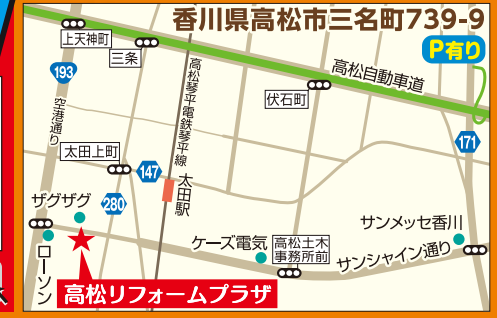 香川県高松市三名町739-9
P有り
上天神町
三条
193
空港通り
高松琴平電鉄琴平線
高松自動車道
伏石町
171
太田上町
147
太田駅
280
ザグザグ
ローソン
ケーズ電気
高松土木
事務所前
サンメッセ香川
サンシャイン通り
高松リフォームプラザ